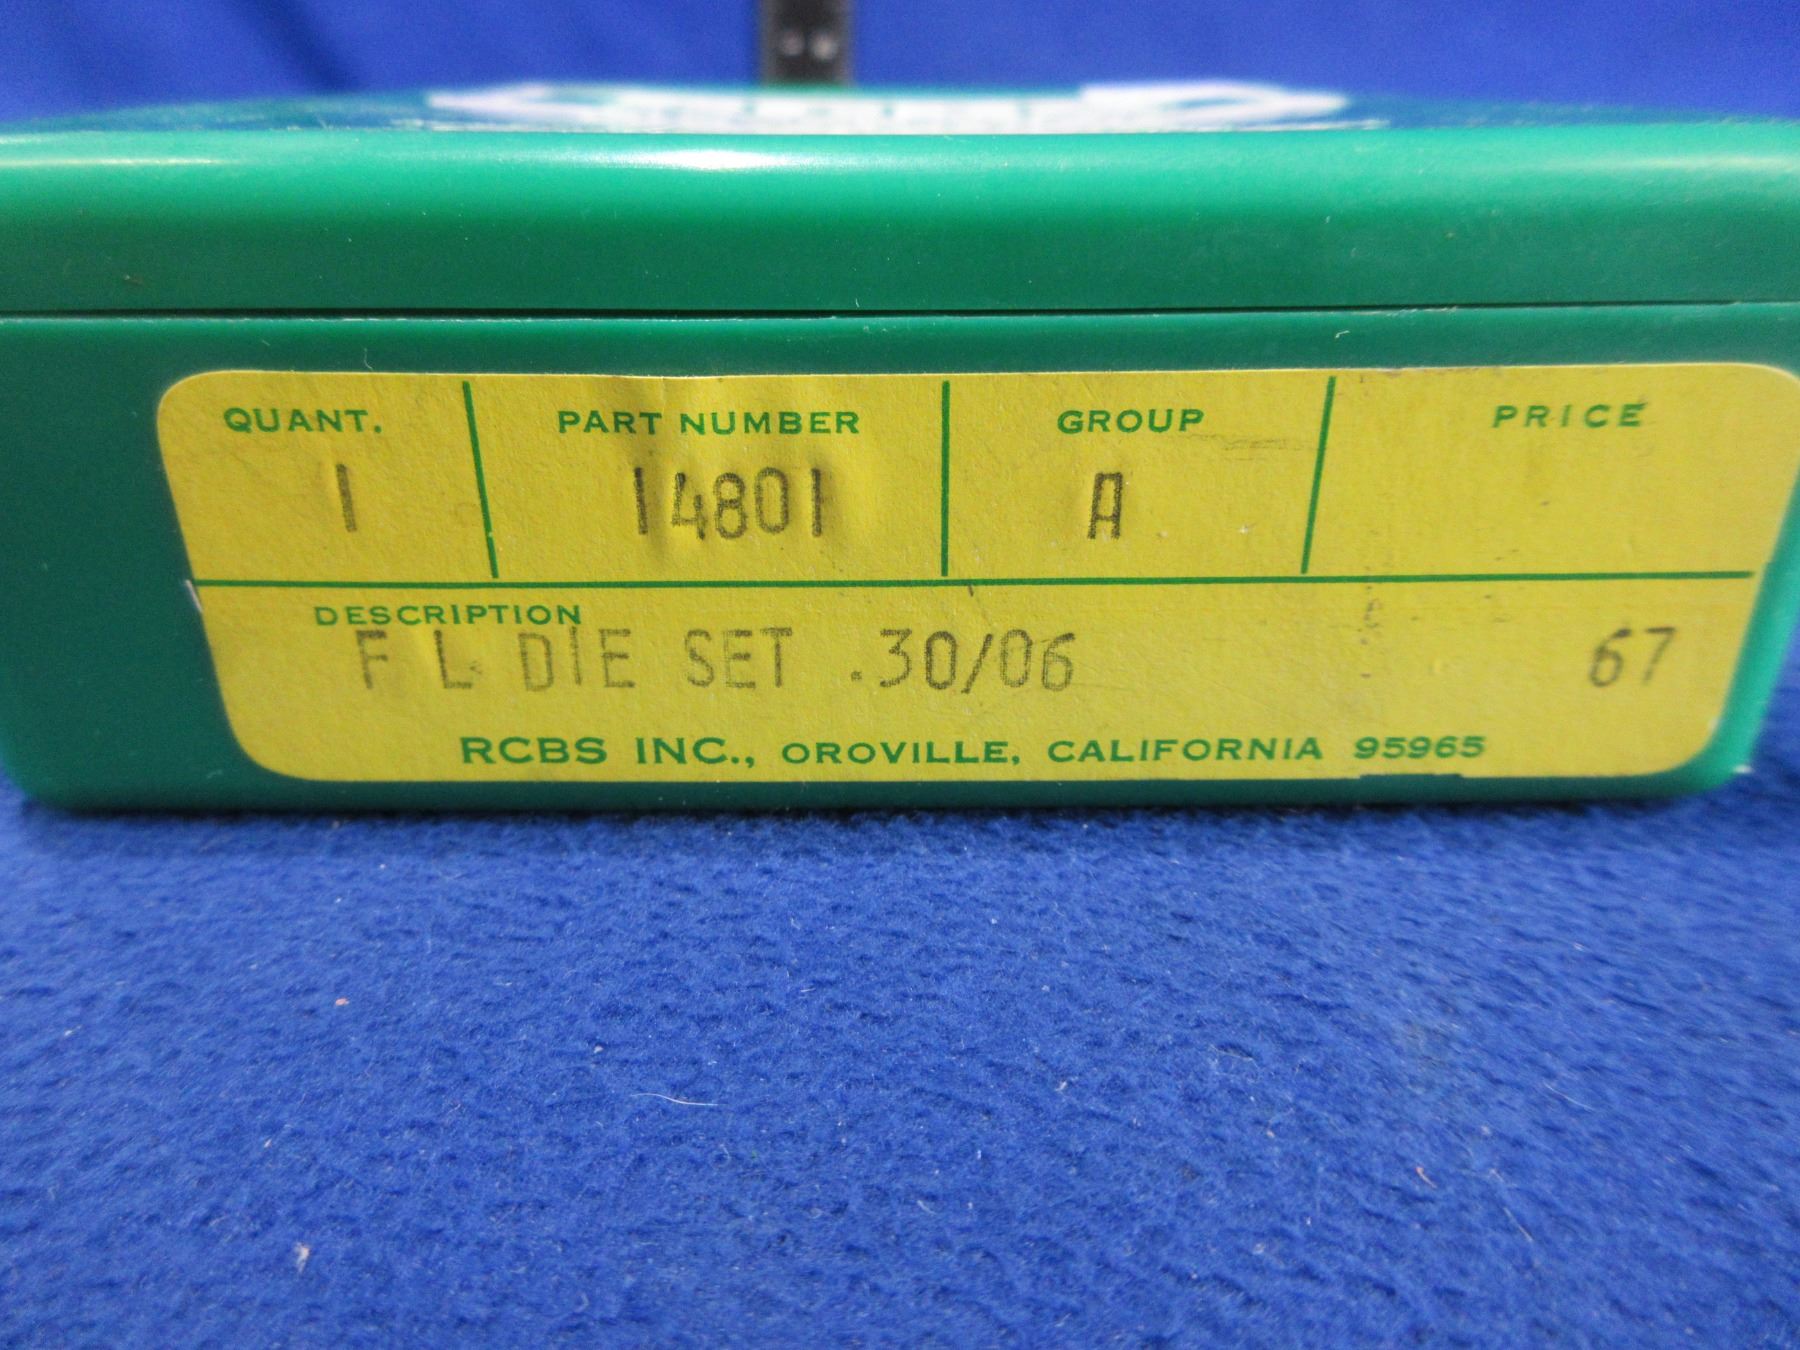 QUANT. PART NUMBER GROUP PRICE
1 14801 A
DESCRIPTION
F L DIE SET .30/06 67
RCBS INC., OROVILLE, CALIFORNIA 95965